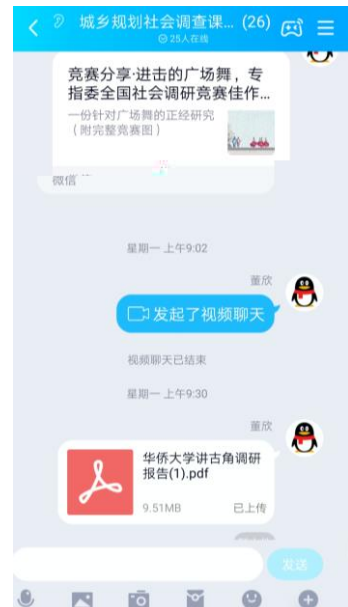 城乡规划社会调查课... (26)
25人在线
竞赛分享·进击的广场舞，专
指委全国社会调研竞赛佳作...
一份针对广场舞的正经研究
（附完整竞赛图）
微信
星期一 上午9:02
董欣
发起了视频聊天
视频聊天已结束
星期一 上午9:30
董欣
华侨大学讲古角调研
报告(1).pdf
9.51MB 已上传
发送